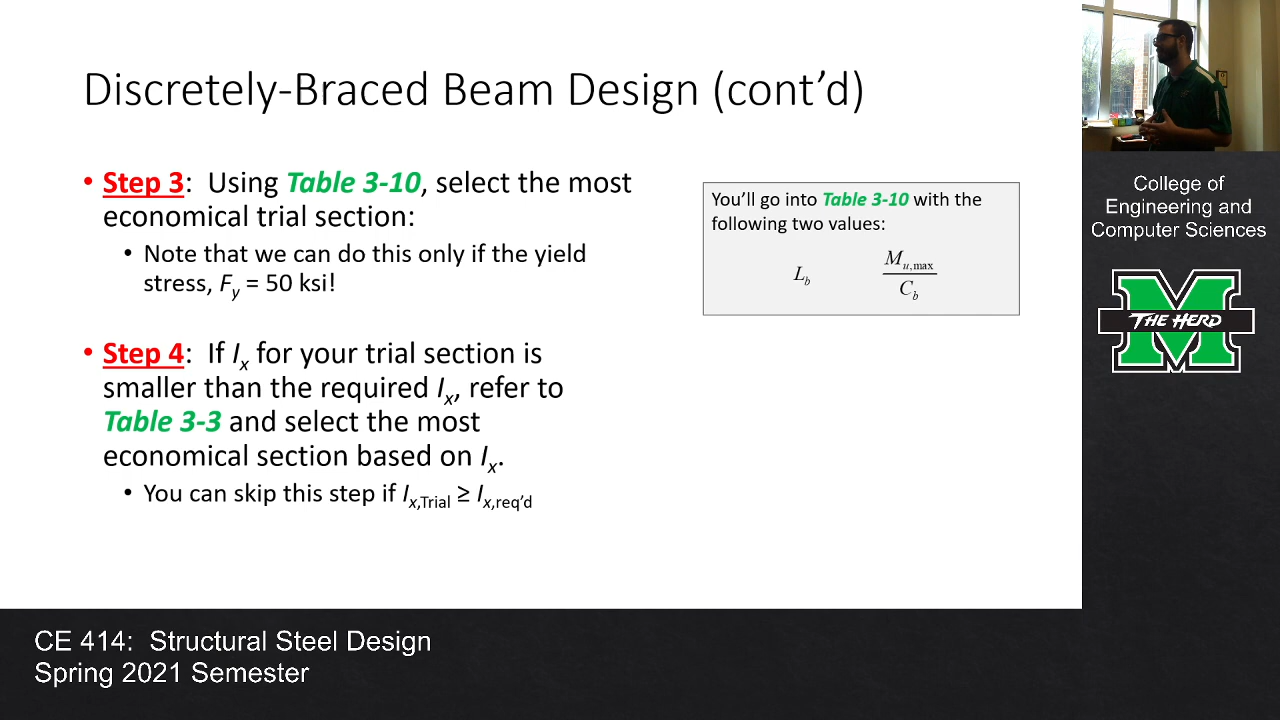 Discretely-Braced Beam Design (cont’d)
• Step 3: Using Table 3-10, select the most
economical trial section:
• Note that we can do this only if the yield
stress, Fy = 50 ksi!
• Step 4: If Ix for your trial section is
smaller than the required Ix, refer to
Table 3-3 and select the most
economical section based on Ix.
• You can skip this step if Ix,Trial ≥ Ix,req’d
You’ll go into Table 3-10 with the
following two values:
Lb Mu,max / Cb
College of
Engineering and
Computer Sciences
THE HERD
CE 414: Structural Steel Design
Spring 2021 Semester